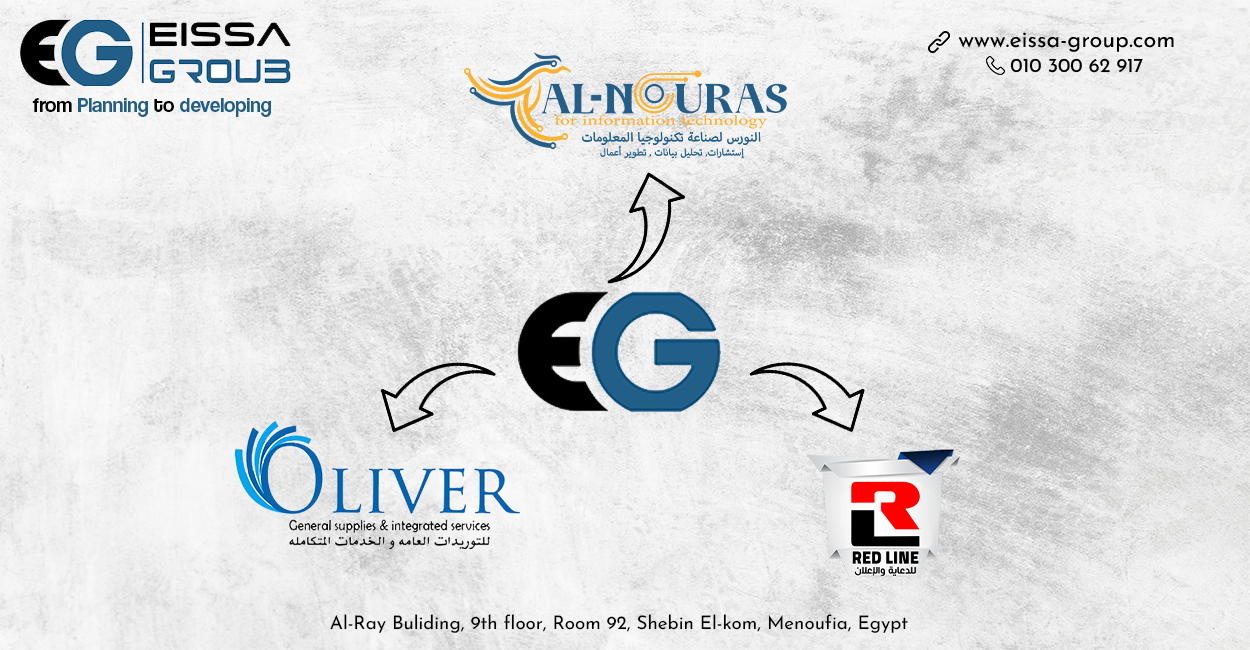 EG EISSA
GROUB
from Planning to developing
www.eissa-group.com
010 300 62 917
AL-NOURAS
for information technology
النورس لصناعة تكنولوجيا المعلومات
إستشارات, تحليل بيانات , تطوير أعمال
EG
OLIVER
General supplies & integrated services
للتوريدات العامه و الخدمات المتكامله
RL
RED LINE
للدعاية والإعلان
Al-Ray Buliding, 9th floor, Room 92, Shebin El-kom, Menoufia, Egypt